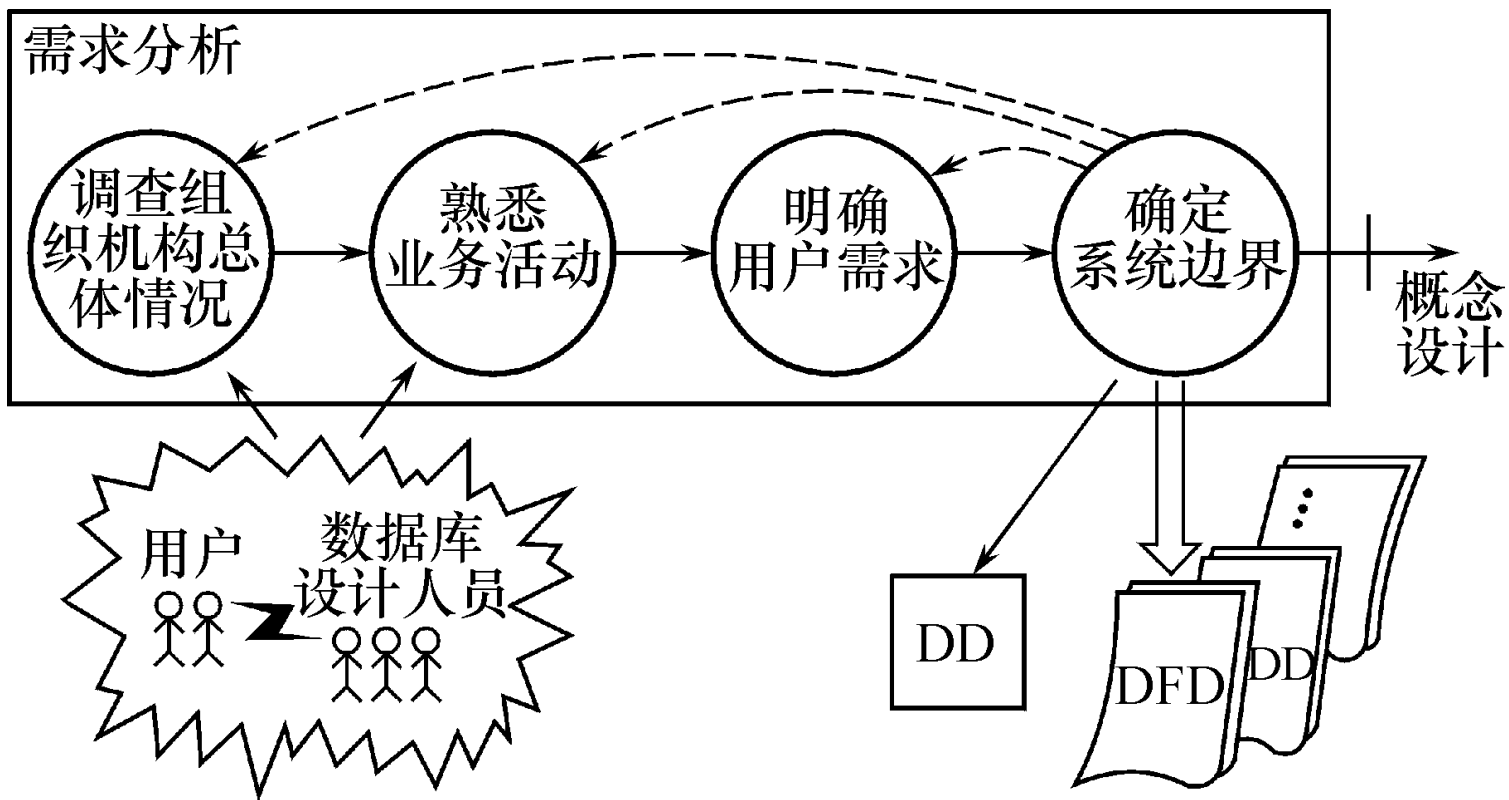 需求分析
调查组
织机构总
体情况
熟悉
业务活动
明确
用户需求
确定
系统边界
概念
设计
用户
数据库
设计人员
DD
DFD
DD